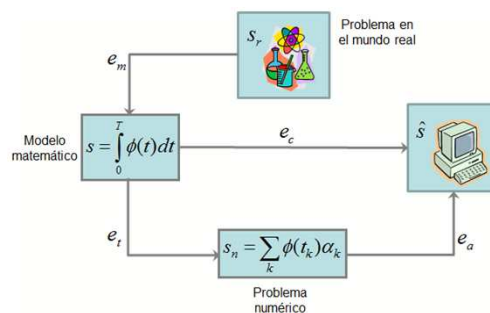 Problema en
el mundo real
s_r
e_m
Modelo
matemático
s = ∫_0^T ϕ(t)dt
e_c
ŝ
e_t
s_n = ∑_k ϕ(t_k)α_k
e_a
Problema
numérico